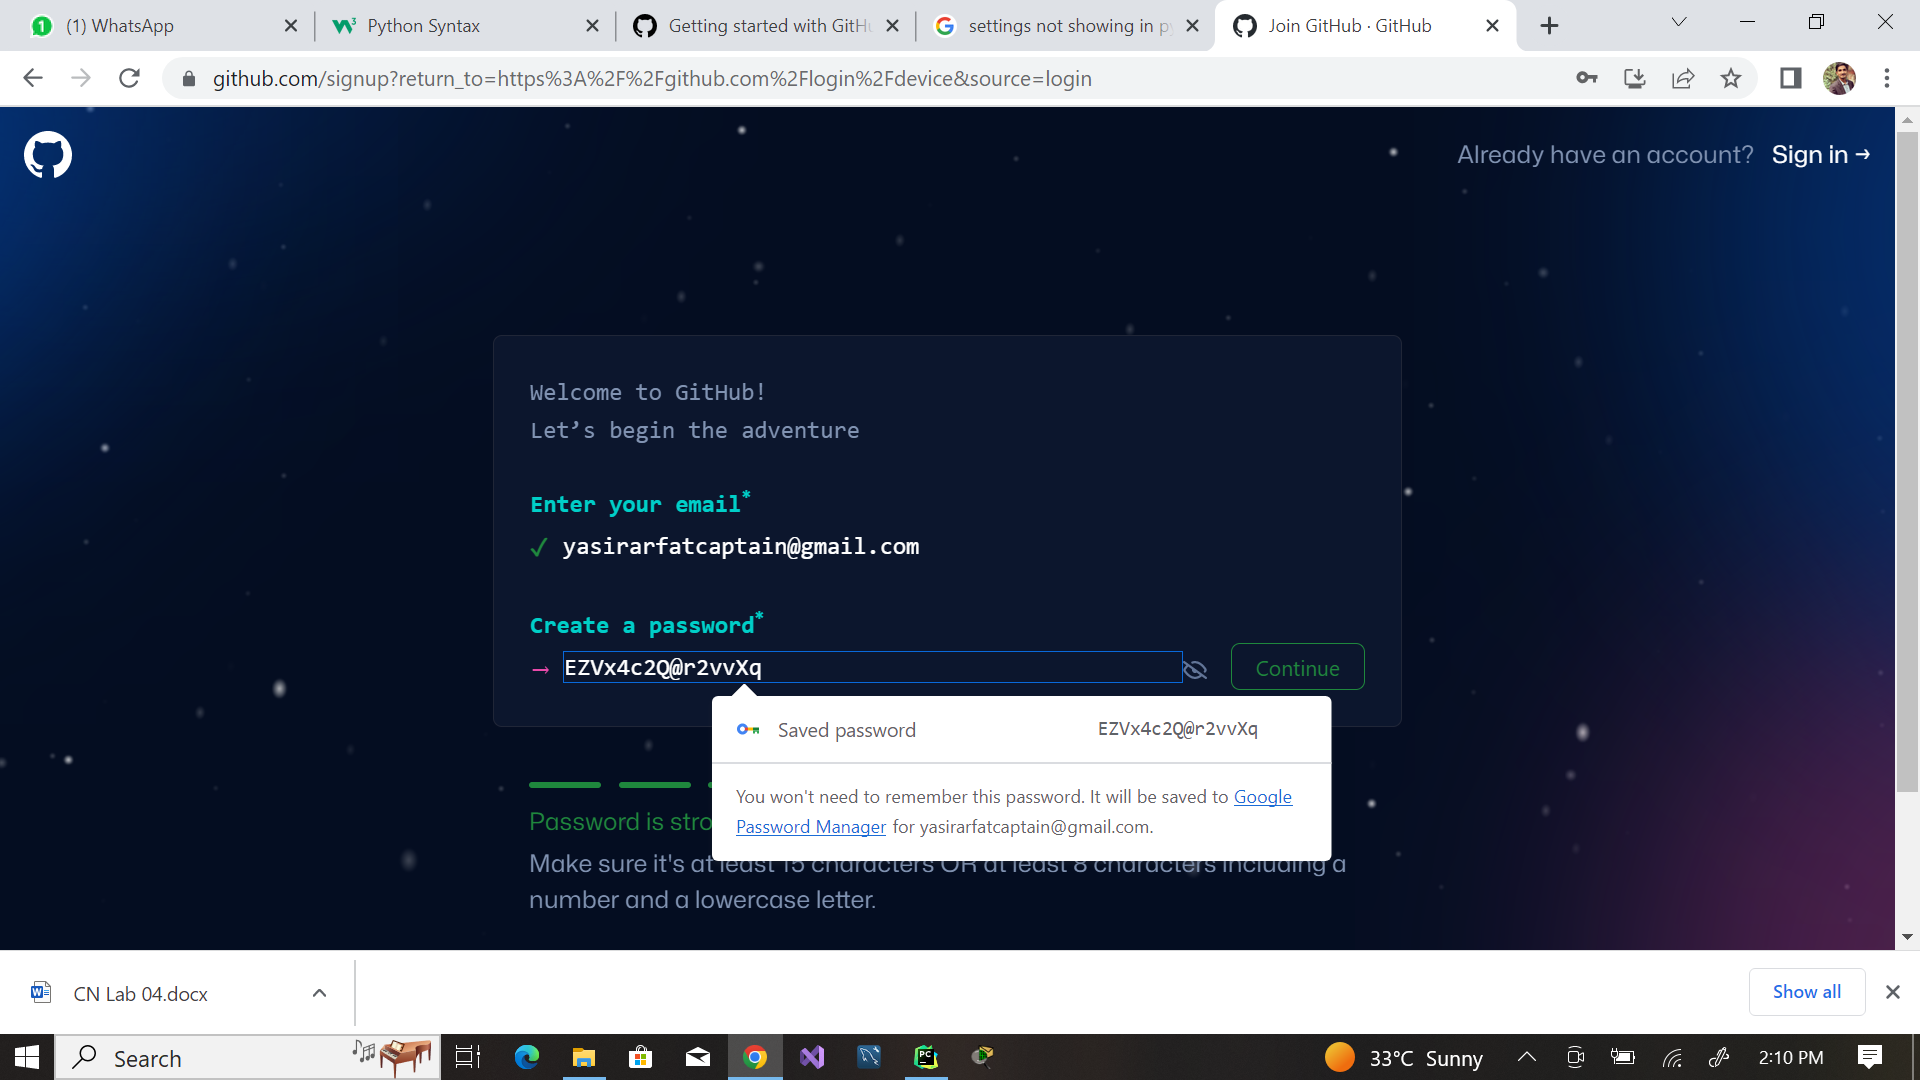 (1) WhatsApp
Python Syntax
Getting started with GitHu
settings not showing in py
Join GitHub · GitHub
github.com/signup?return_to=https%3A%2F%2Fgithub.com%2Flogin%2Fdevice&source=login
Already have an account? Sign in →
Welcome to GitHub!
Let’s begin the adventure
Enter your email*
✓ yasirarfatcaptain@gmail.com
Create a password*
→ EZVx4c2Q@r2vvXq
Continue
Saved password EZVx4c2Q@r2vvXq
You won't need to remember this password. It will be saved to Google
Password Manager for yasirarfatcaptain@gmail.com.
Password is stro
Make sure it's at least 15 characters OR at least 8 characters including a
number and a lowercase letter.
CN Lab 04.docx
Show all
Search
33°C Sunny
2:10 PM